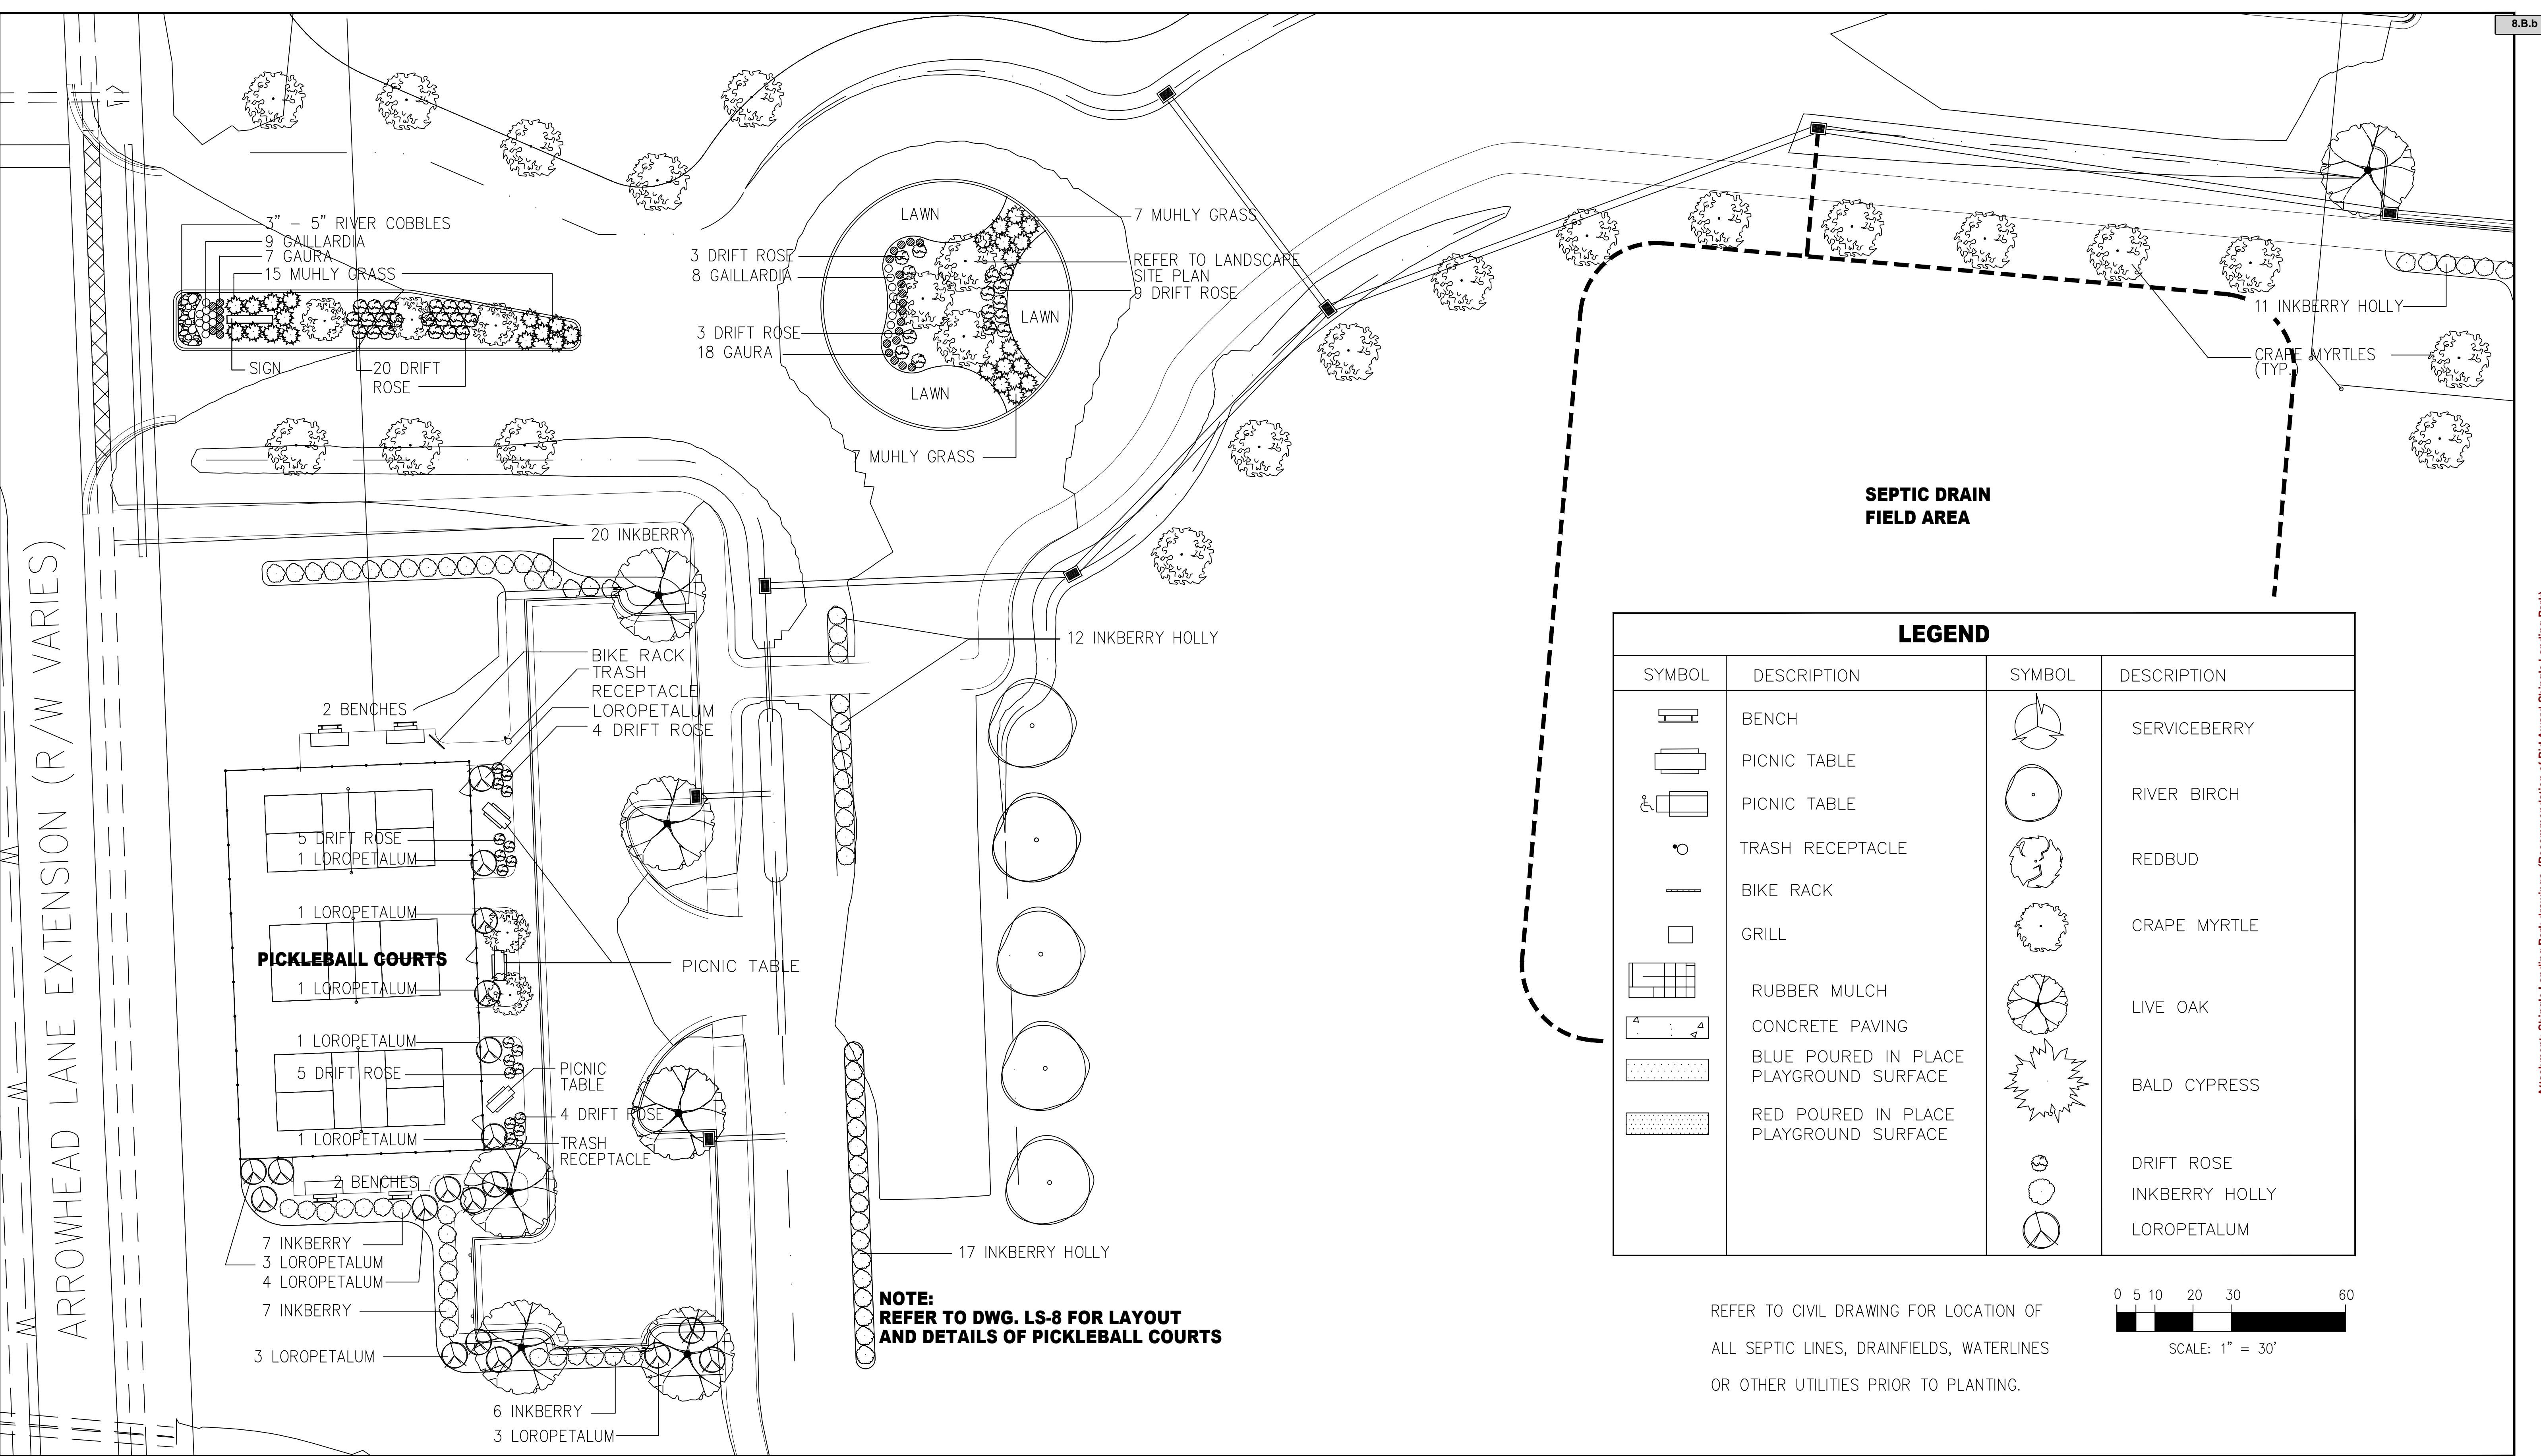 8.B.b
3" – 5" RIVER COBBLES
9 GAILLARDIA
7 GAURA
15 MUHLY GRASS
SIGN
20 DRIFT
ROSE
LAWN
7 MUHLY GRASS
3 DRIFT ROSE
8 GAILLARDIA
REFER TO LANDSCAPE
SITE PLAN
9 DRIFT ROSE
LAWN
3 DRIFT ROSE
18 GAURA
LAWN
7 MUHLY GRASS
11 INKBERRY HOLLY
CRAPE MYRTLES
(TYP.)
SEPTIC DRAIN
FIELD AREA
20 INKBERRY
12 INKBERRY HOLLY
BIKE RACK
TRASH
RECEPTACLE
LOROPETALUM
4 DRIFT ROSE
2 BENCHES
5 DRIFT ROSE
1 LOROPETALUM
1 LOROPETALUM
PICKLEBALL COURTS
PICNIC TABLE
1 LOROPETALUM
1 LOROPETALUM
5 DRIFT ROSE
PICNIC
TABLE
4 DRIFT ROSE
1 LOROPETALUM
TRASH
RECEPTACLE
2 BENCHES
7 INKBERRY
3 LOROPETALUM
4 LOROPETALUM
7 INKBERRY
3 LOROPETALUM
6 INKBERRY
3 LOROPETALUM
17 INKBERRY HOLLY
NOTE:
REFER TO DWG. LS-8 FOR LAYOUT
AND DETAILS OF PICKLEBALL COURTS
ARROWHEAD LANE EXTENSION (R/W VARIES)
W
W
W
LEGEND
SYMBOL DESCRIPTION SYMBOL DESCRIPTION
BENCH
PICNIC TABLE
PICNIC TABLE
TRASH RECEPTACLE
BIKE RACK
GRILL
RUBBER MULCH
CONCRETE PAVING
BLUE POURED IN PLACE
PLAYGROUND SURFACE
RED POURED IN PLACE
PLAYGROUND SURFACE
SERVICEBERRY
RIVER BIRCH
REDBUD
CRAPE MYRTLE
LIVE OAK
BALD CYPRESS
DRIFT ROSE
INKBERRY HOLLY
LOROPETALUM
REFER TO CIVIL DRAWING FOR LOCATION OF
ALL SEPTIC LINES, DRAINFIELDS, WATERLINES
OR OTHER UTILITIES PRIOR TO PLANTING.
0 5 10 20 30 60
SCALE: 1" = 30'